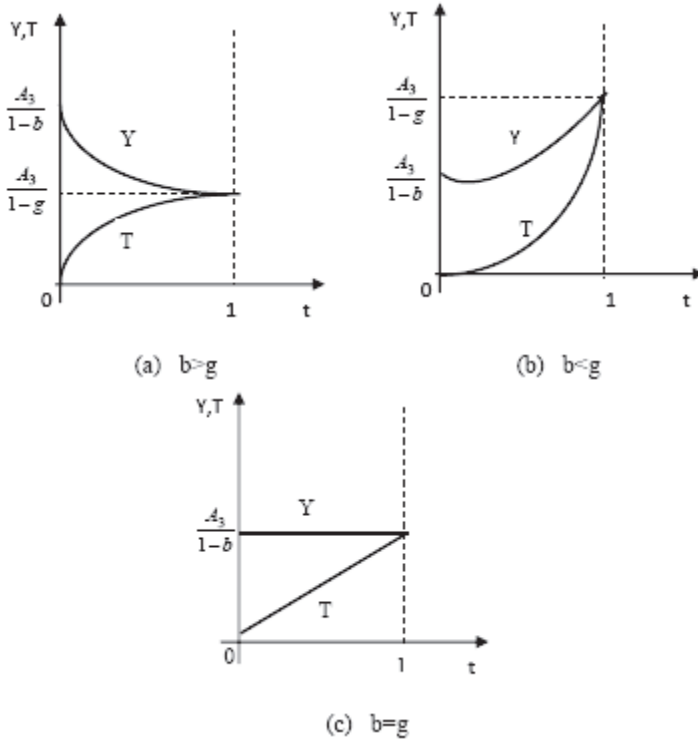 Y,T
A₃/1−b
Y
A₃/1−g
T
0
1
t
(a) b>g
Y,T
A₃/1−g
Y
A₃/1−b
T
0
1
t
(b) b<g
Y,T
A₃/1−b
Y
T
0
1
t
(c) b=g